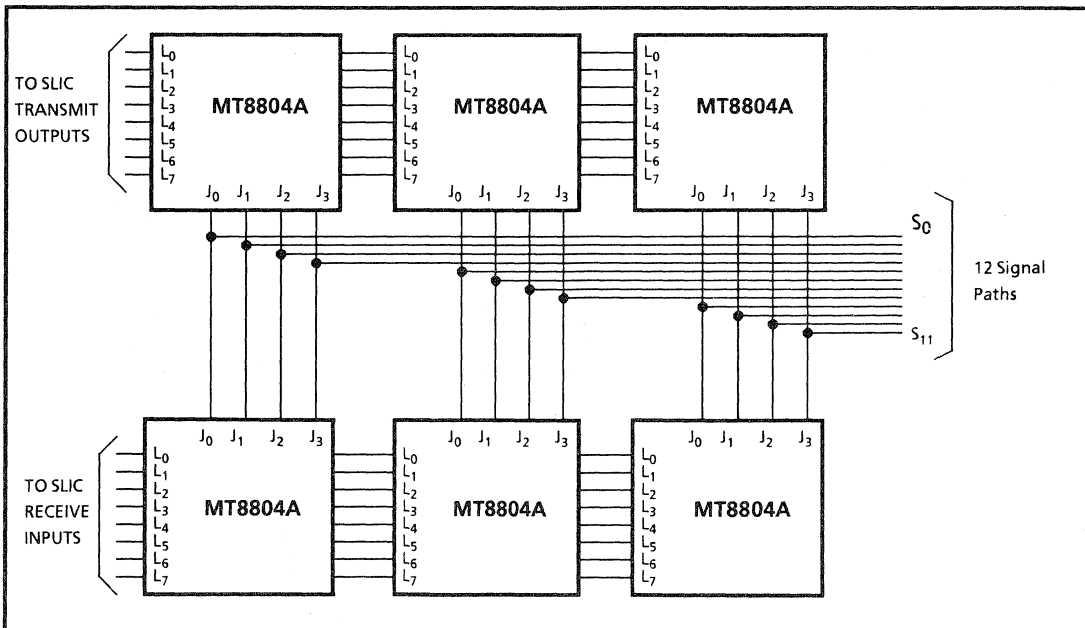 TO SLIC
TRANSMIT
OUTPUTS
L0
L1
L2
L3
L4
L5
L6
L7
MT8804A
J0 J1 J2 J3
L0
L1
L2
L3
L4
L5
L6
L7
MT8804A
J0 J1 J2 J3
L0
L1
L2
L3
L4
L5
L6
L7
MT8804A
J0 J1 J2 J3
S0
12 Signal
Paths
S11
TO SLIC
RECEIVE
INPUTS
J0 J1 J2 J3
L0
L1
L2
L3
L4
L5
L6
L7
MT8804A
J0 J1 J2 J3
L0
L1
L2
L3
L4
L5
L6
L7
MT8804A
J0 J1 J2 J3
L0
L1
L2
L3
L4
L5
L6
L7
MT8804A